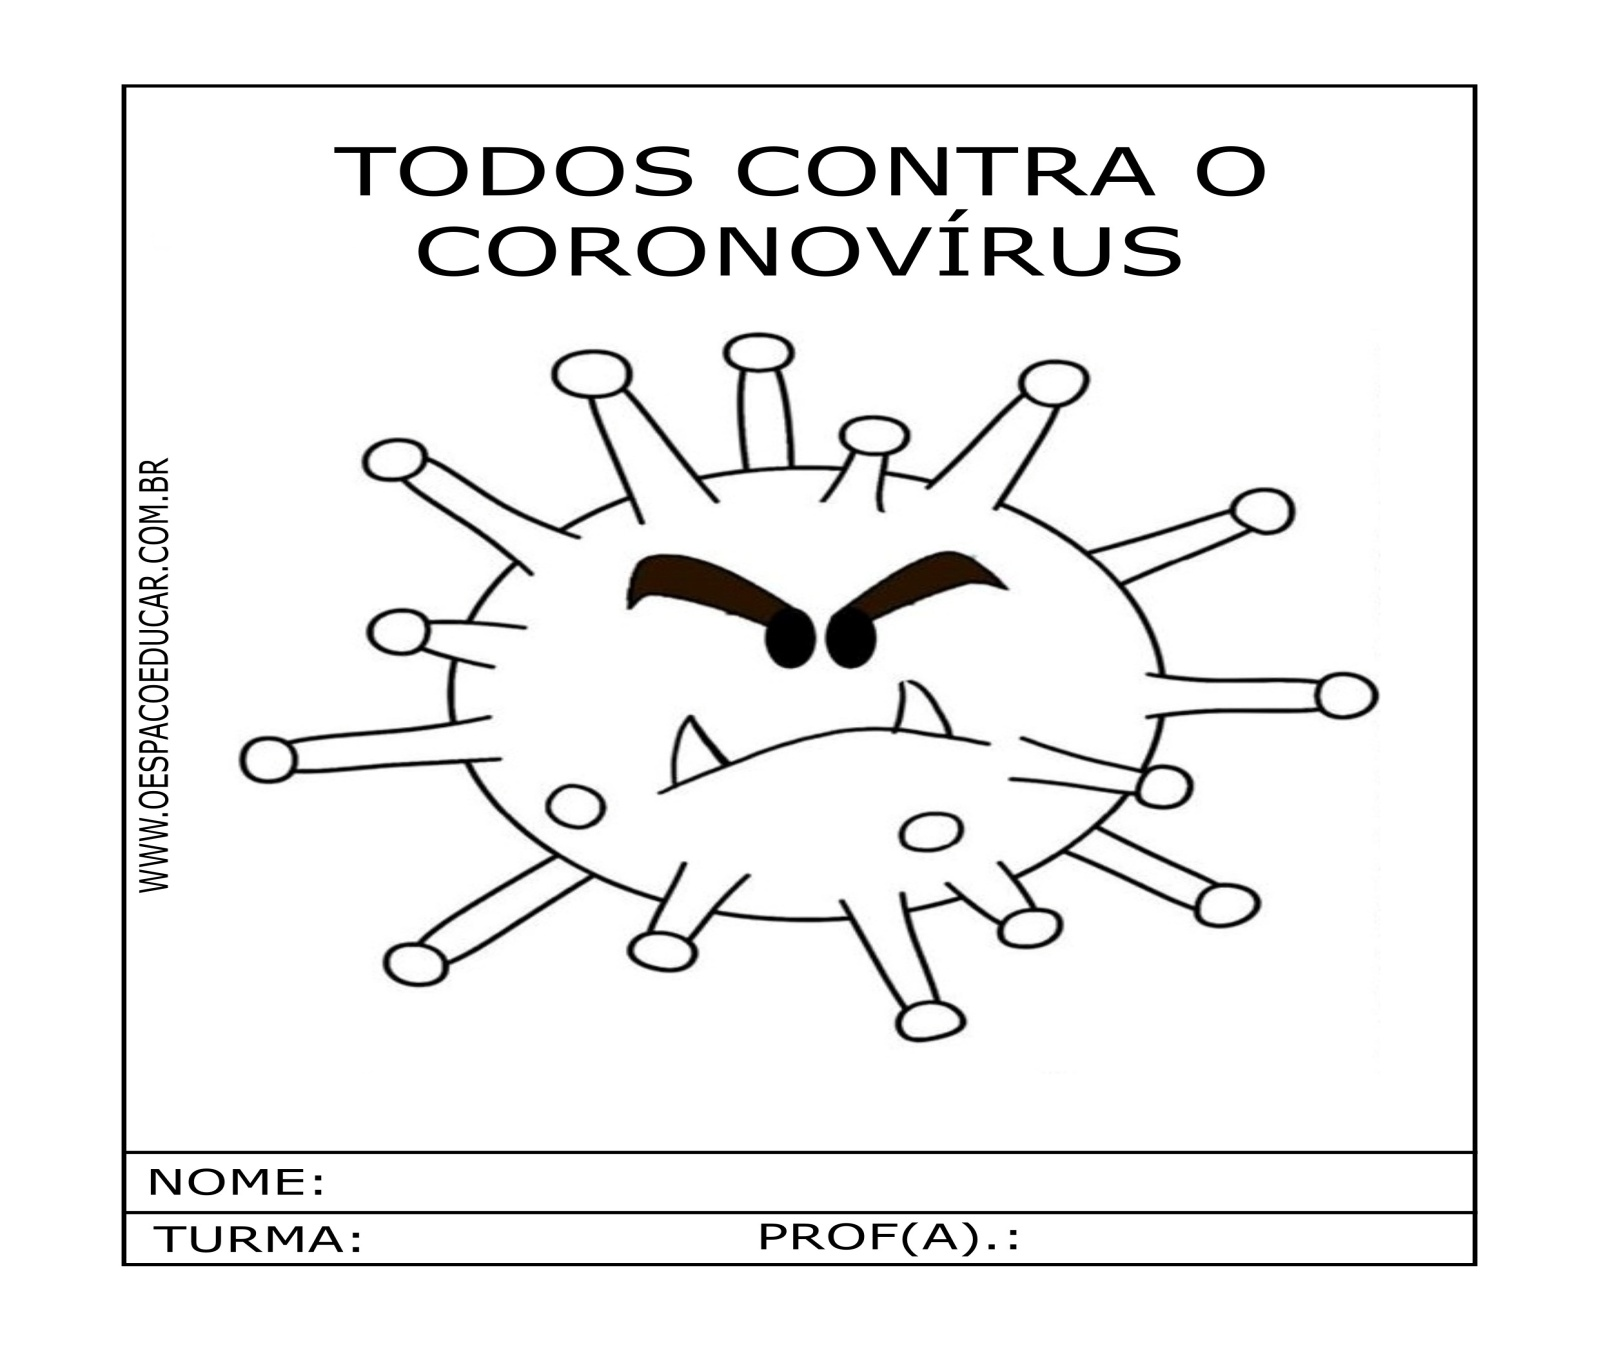 TODOS CONTRA O
CORONOVÍRUS
WWW.OESPACOEDUCAR.COM.BR
NOME:
TURMA: PROF(A).: